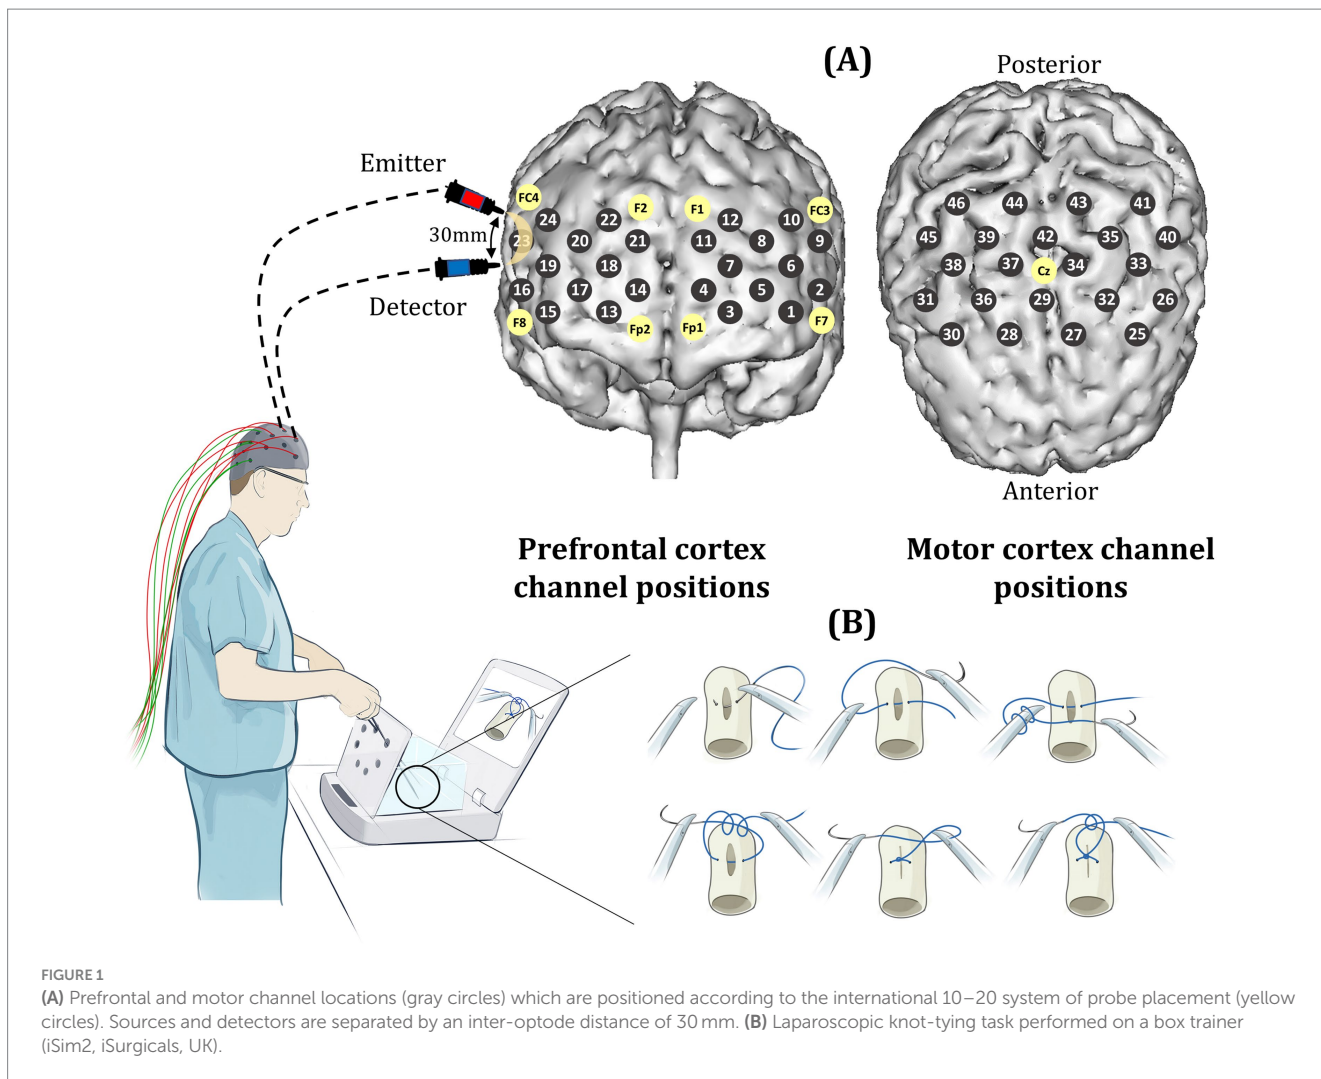 (A)
Posterior
Emitter
30mm
Detector
FC4 F2 F1 FC3
24 22 12 10
23 20 21 11 8 9
19 18 7 6
16 17 14 4 5 2
15 13 3 1
F8 Fp2 Fp1 F7
46 44 43 41
45 39 42 35 40
38 37 Cz 34 33
31 36 29 32 26
30 28 27 25
Anterior
Prefrontal cortex
channel positions
Motor cortex channel
positions
(B)
FIGURE 1
(A) Prefrontal and motor channel locations (gray circles) which are positioned according to the international 10–20 system of probe placement (yellow
circles). Sources and detectors are separated by an inter-optode distance of 30 mm. (B) Laparoscopic knot-tying task performed on a box trainer
(iSim2, iSurgicals, UK).